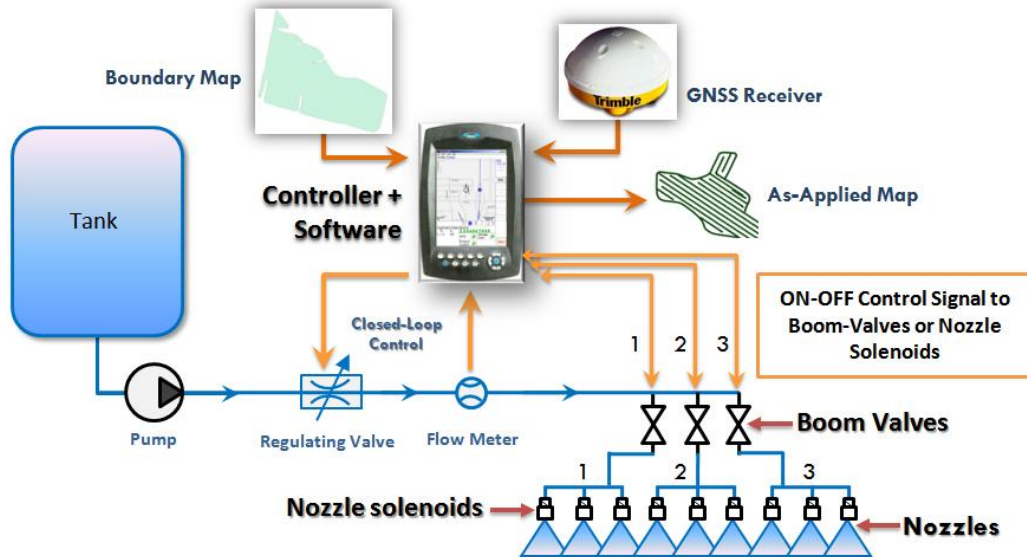 Boundary Map
Trimble
GNSS Receiver
Tank
Controller +
Software
As-Applied Map
Closed-Loop
Control
1
2
3
ON-OFF Control Signal to
Boom-Valves or Nozzle
Solenoids
Pump
Regulating Valve
Flow Meter
Boom Valves
1
2
3
Nozzle solenoids
Nozzles